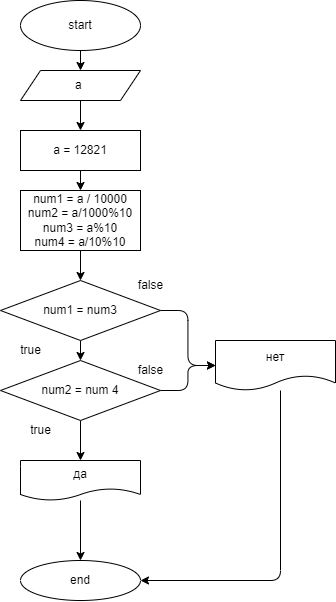 start
a
a = 12821
num1 = a / 10000
num2 = a/1000%10
num3 = a%10
num4 = a/10%10
false
num1 = num3
true
нет
false
num2 = num 4
true
да
end